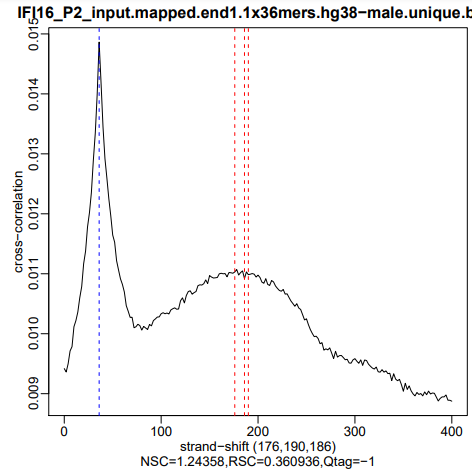 IFI16_P2_input.mapped.end1.1x36mers.hg38−male.unique.b
0.015
0.014
0.013
0.012
0.011
0.010
0.009
cross−correlation
0 100 200 300 400
strand−shift (176,190,186)
NSC=1.24358,RSC=0.360936,Qtag=−1